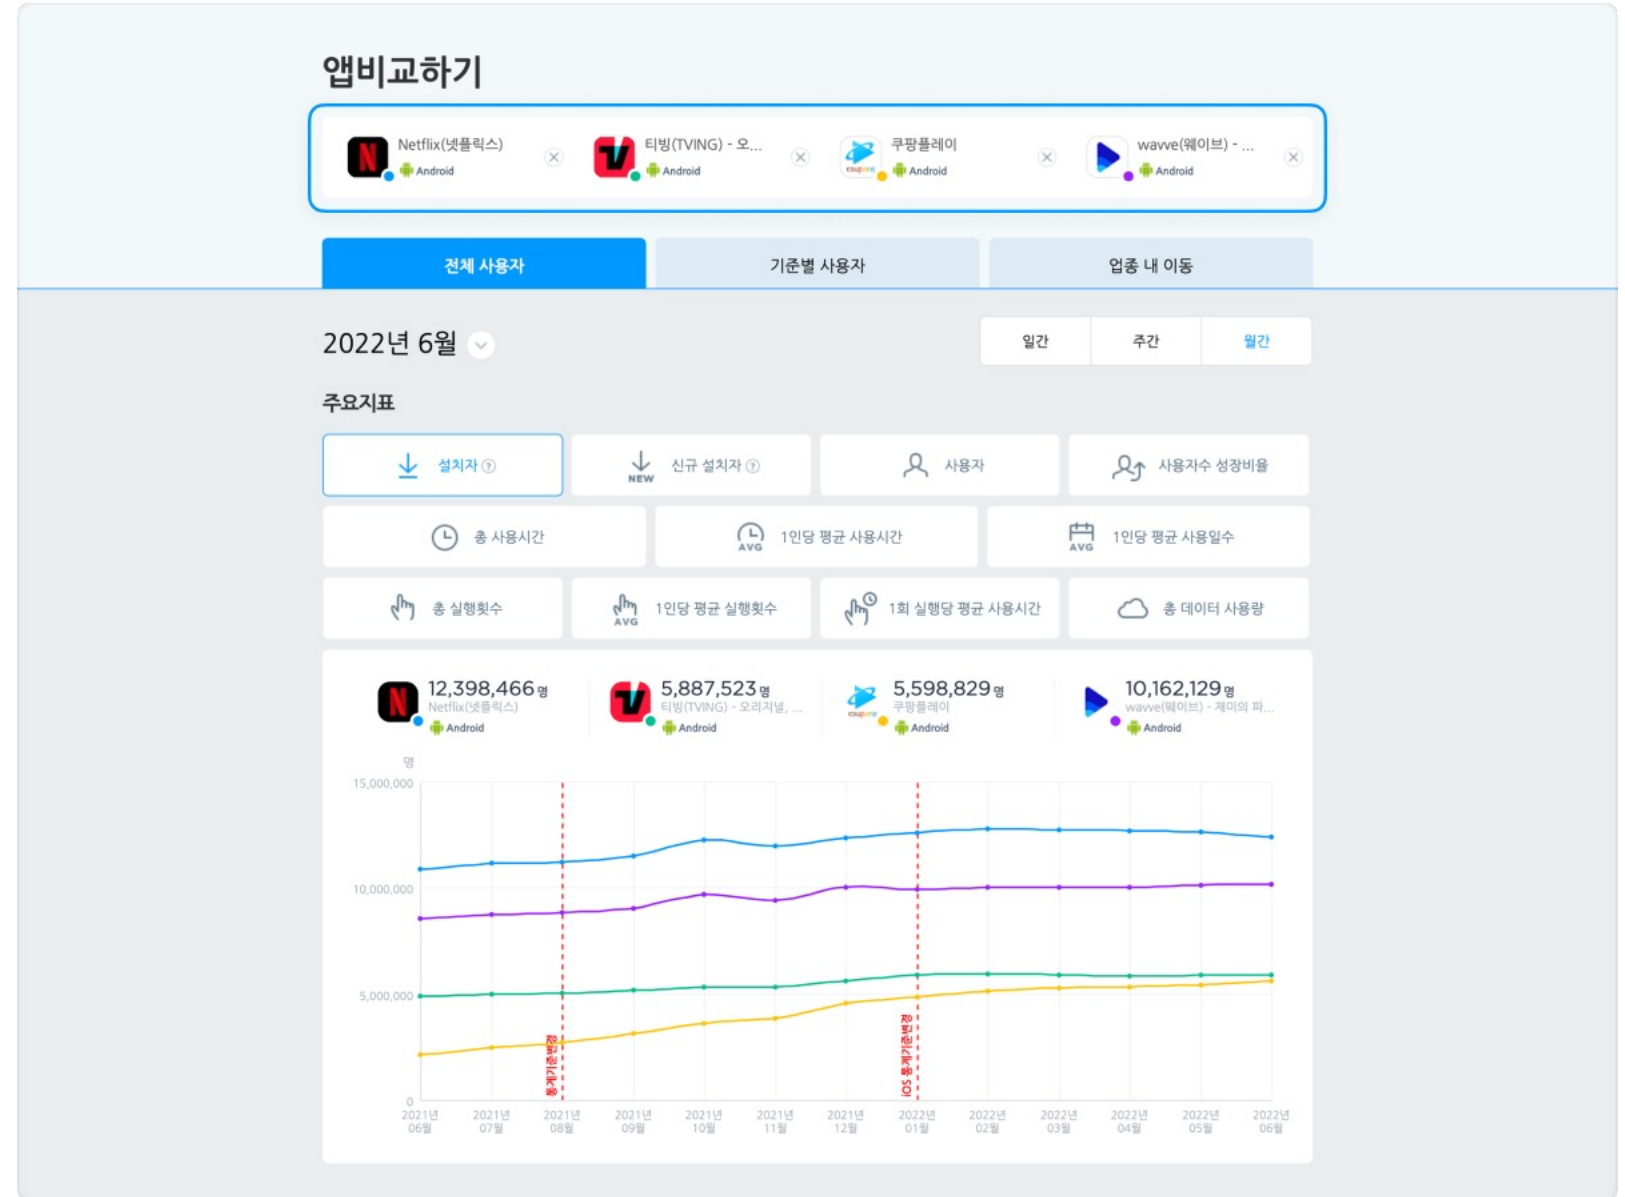 앱비교하기
Netflix(넷플릭스)
Android
티빙(TVING) - 오...
Android
쿠팡플레이
Android
wavve(웨이브) - ...
Android
전체 사용자
기준별 사용자
업종 내 이동
2022년 6월
일간
주간
월간
주요지표
설치자
NEW 신규 설치자
사용자
사용자수 성장비율
총 사용시간
AVG 1인당 평균 사용시간
AVG 1인당 평균 사용일수
총 실행횟수
AVG 1인당 평균 실행횟수
1회 실행당 평균 사용시간
총 데이터 사용량
12,398,466 명
Netflix(넷플릭스)
Android
5,887,523 명
티빙(TVING) - 오리지널, ...
Android
5,598,829 명
쿠팡플레이
Android
10,162,129 명
wavve(웨이브) - 재미의 파...
Android
명
15,000,000
10,000,000
5,000,000
0
통계기준변경
iOS 통계기준변경
2021년 06월
2021년 07월
2021년 08월
2021년 09월
2021년 10월
2021년 11월
2021년 12월
2022년 01월
2022년 02월
2022년 03월
2022년 04월
2022년 05월
2022년 06월